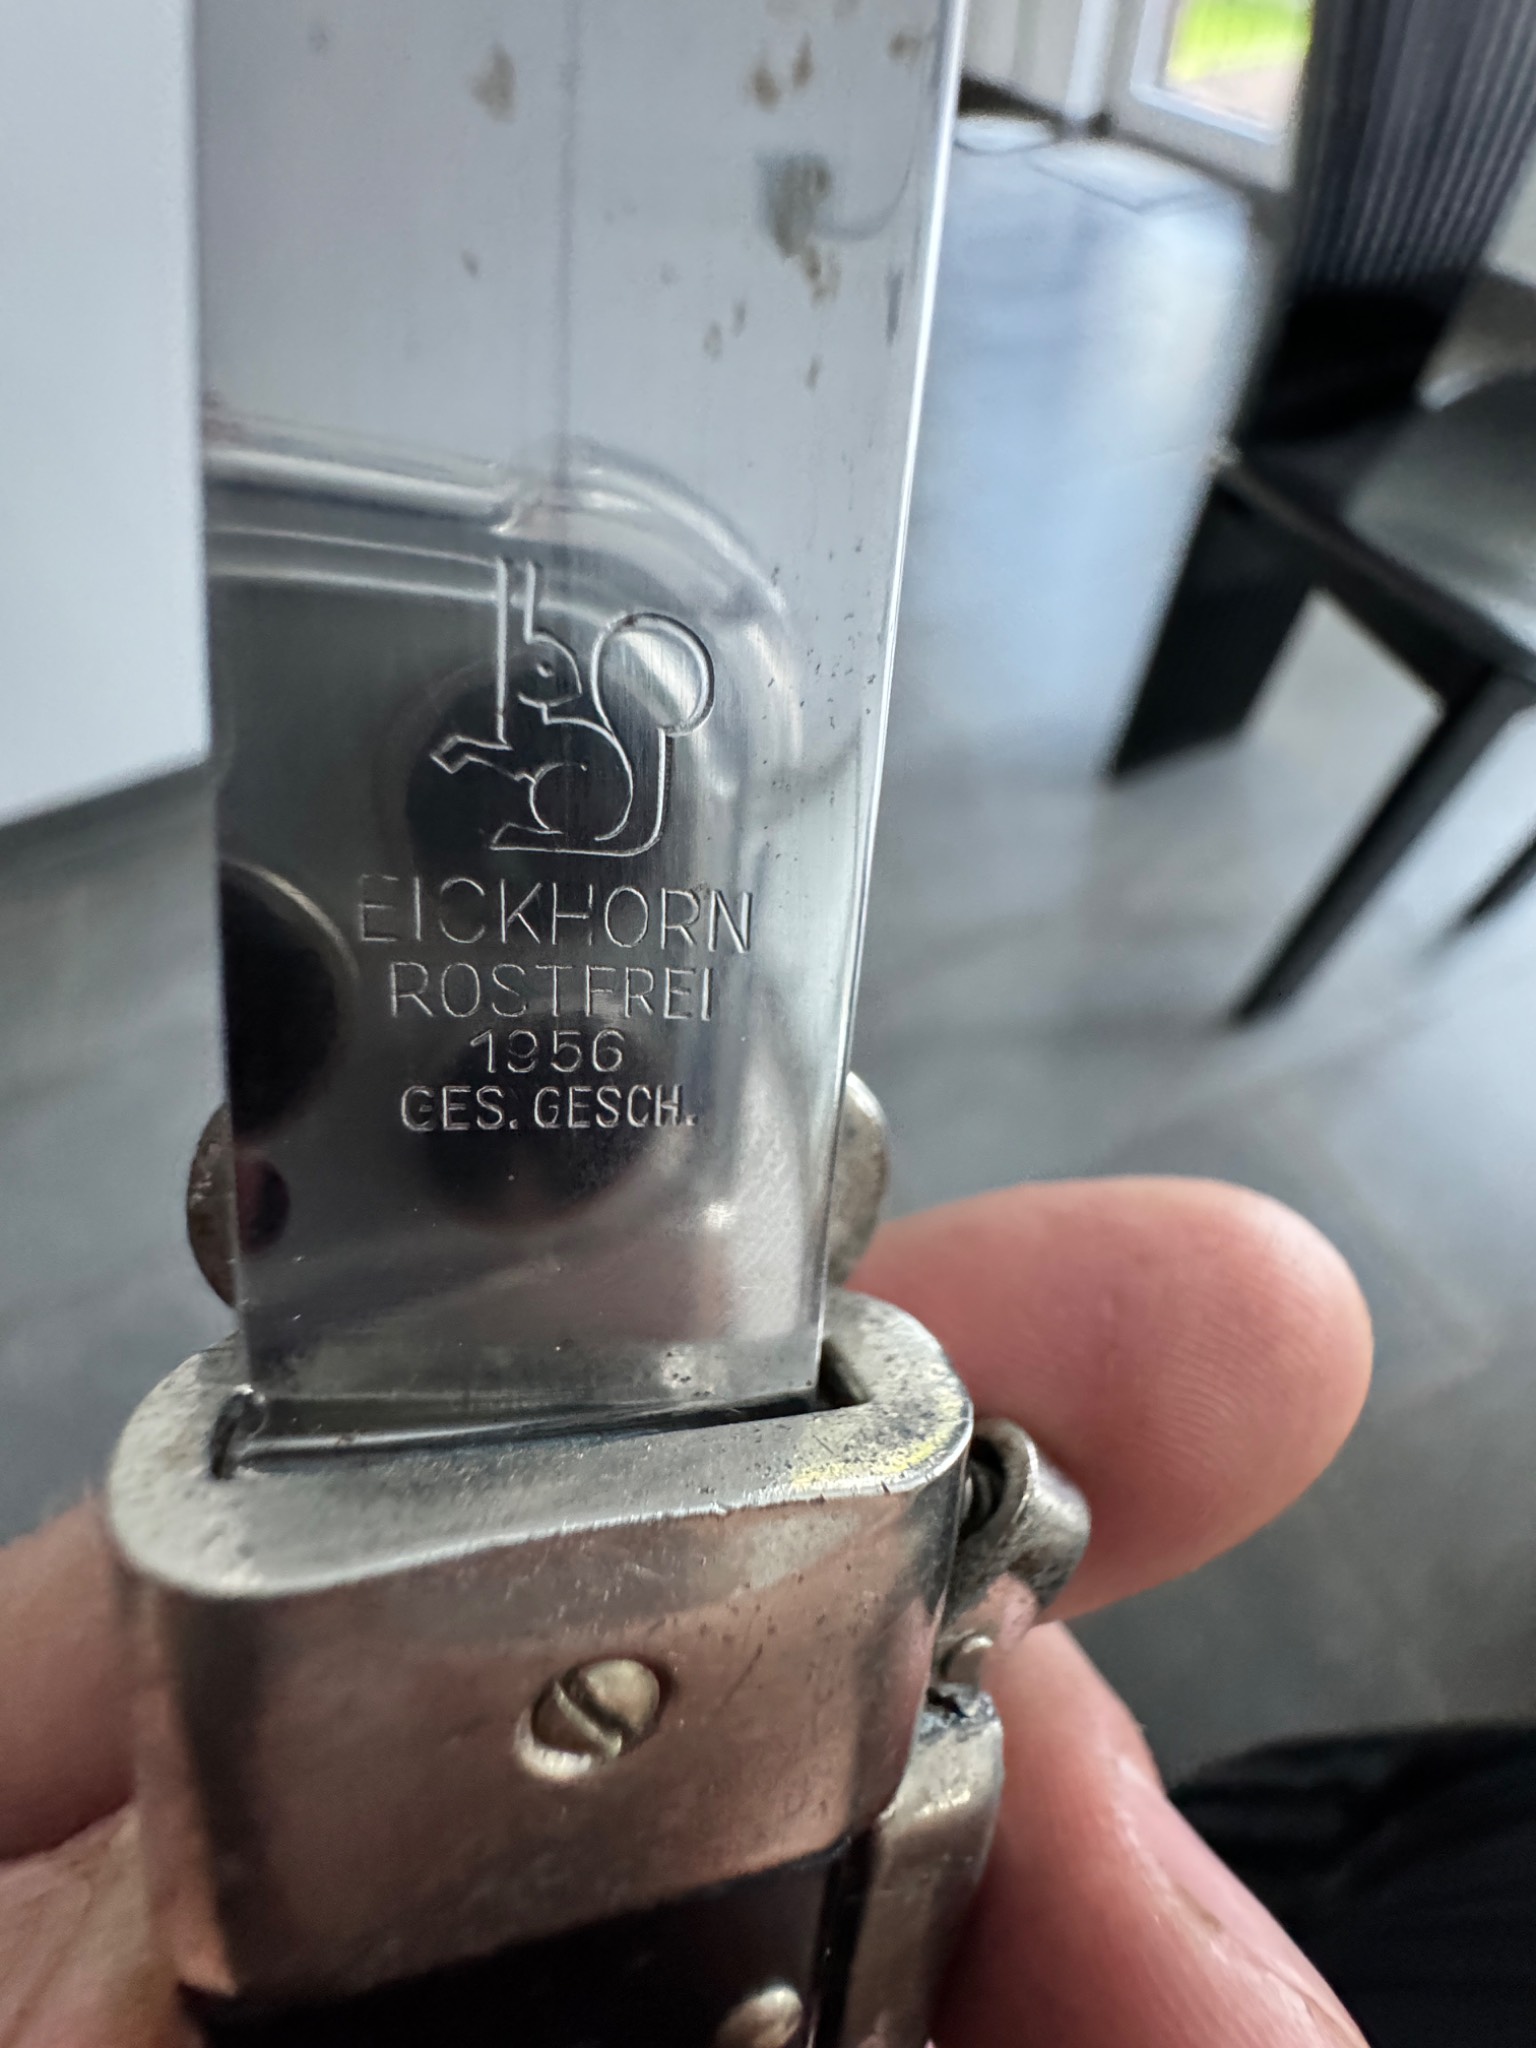 EICKHORN
ROSTFREI
1956
GES. GESCH.